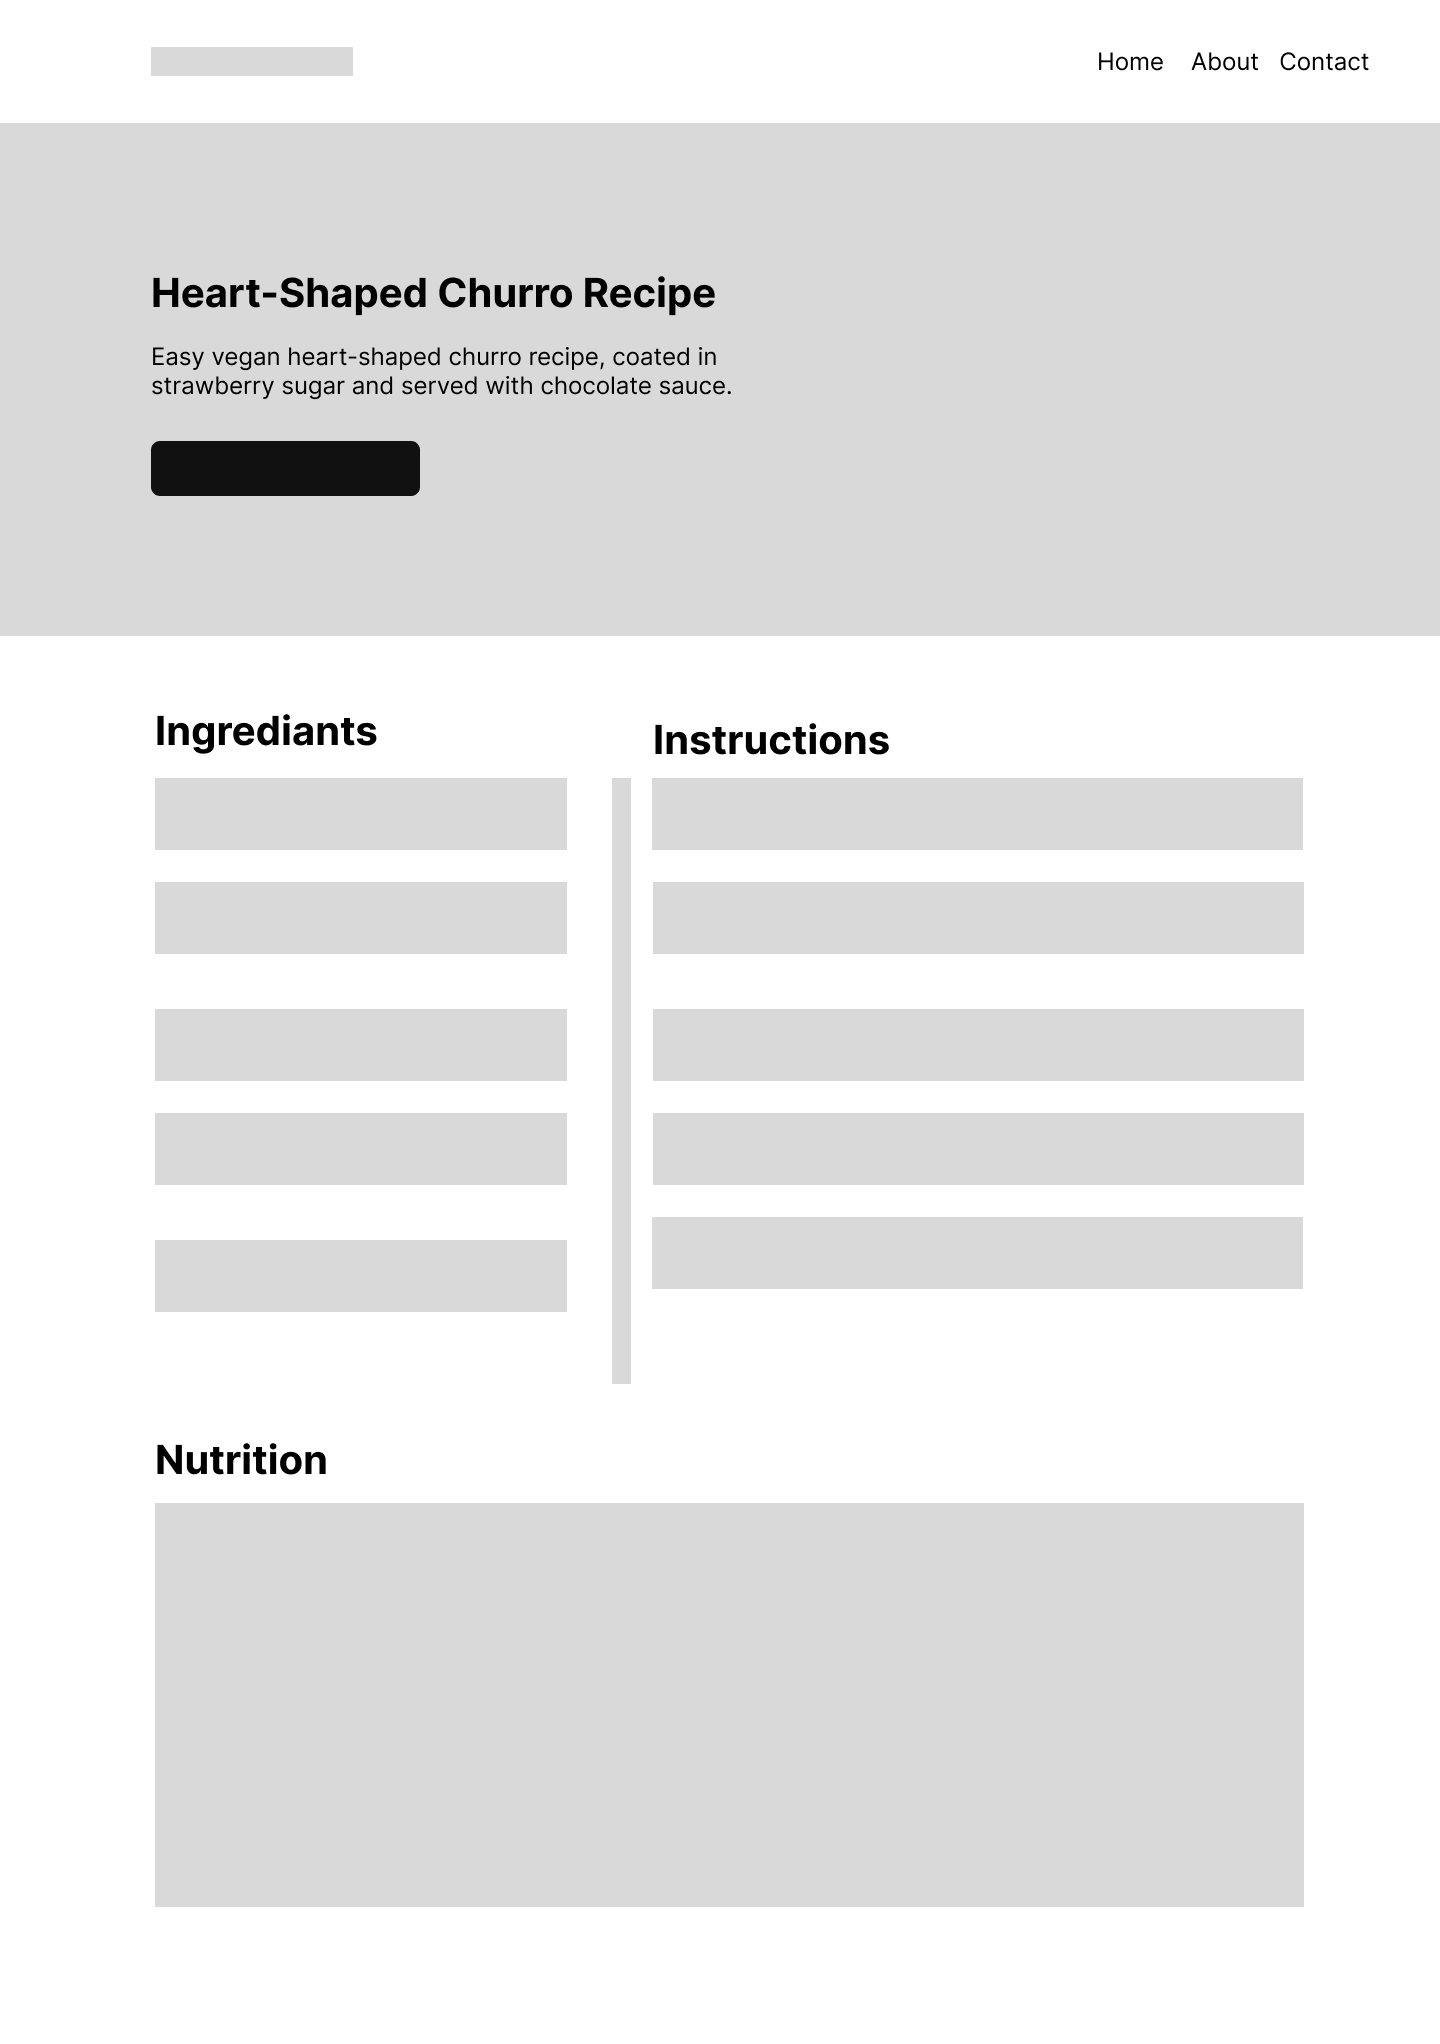 Home About Contact
Heart-Shaped Churro Recipe
Easy vegan heart-shaped churro recipe, coated in
strawberry sugar and served with chocolate sauce.
Ingrediants
Instructions
Nutrition